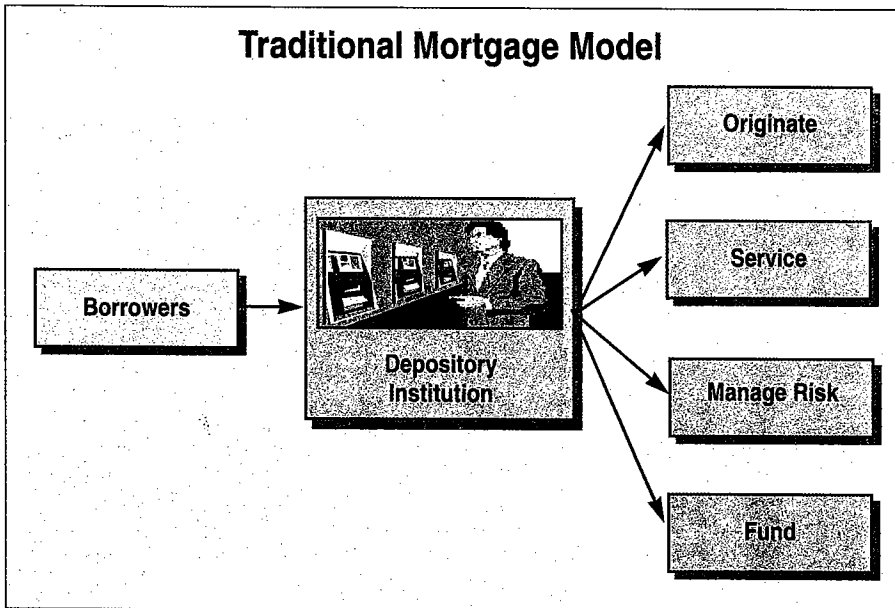 Traditional Mortgage Model
Borrowers
Depository
Institution
Originate
Service
Manage Risk
Fund